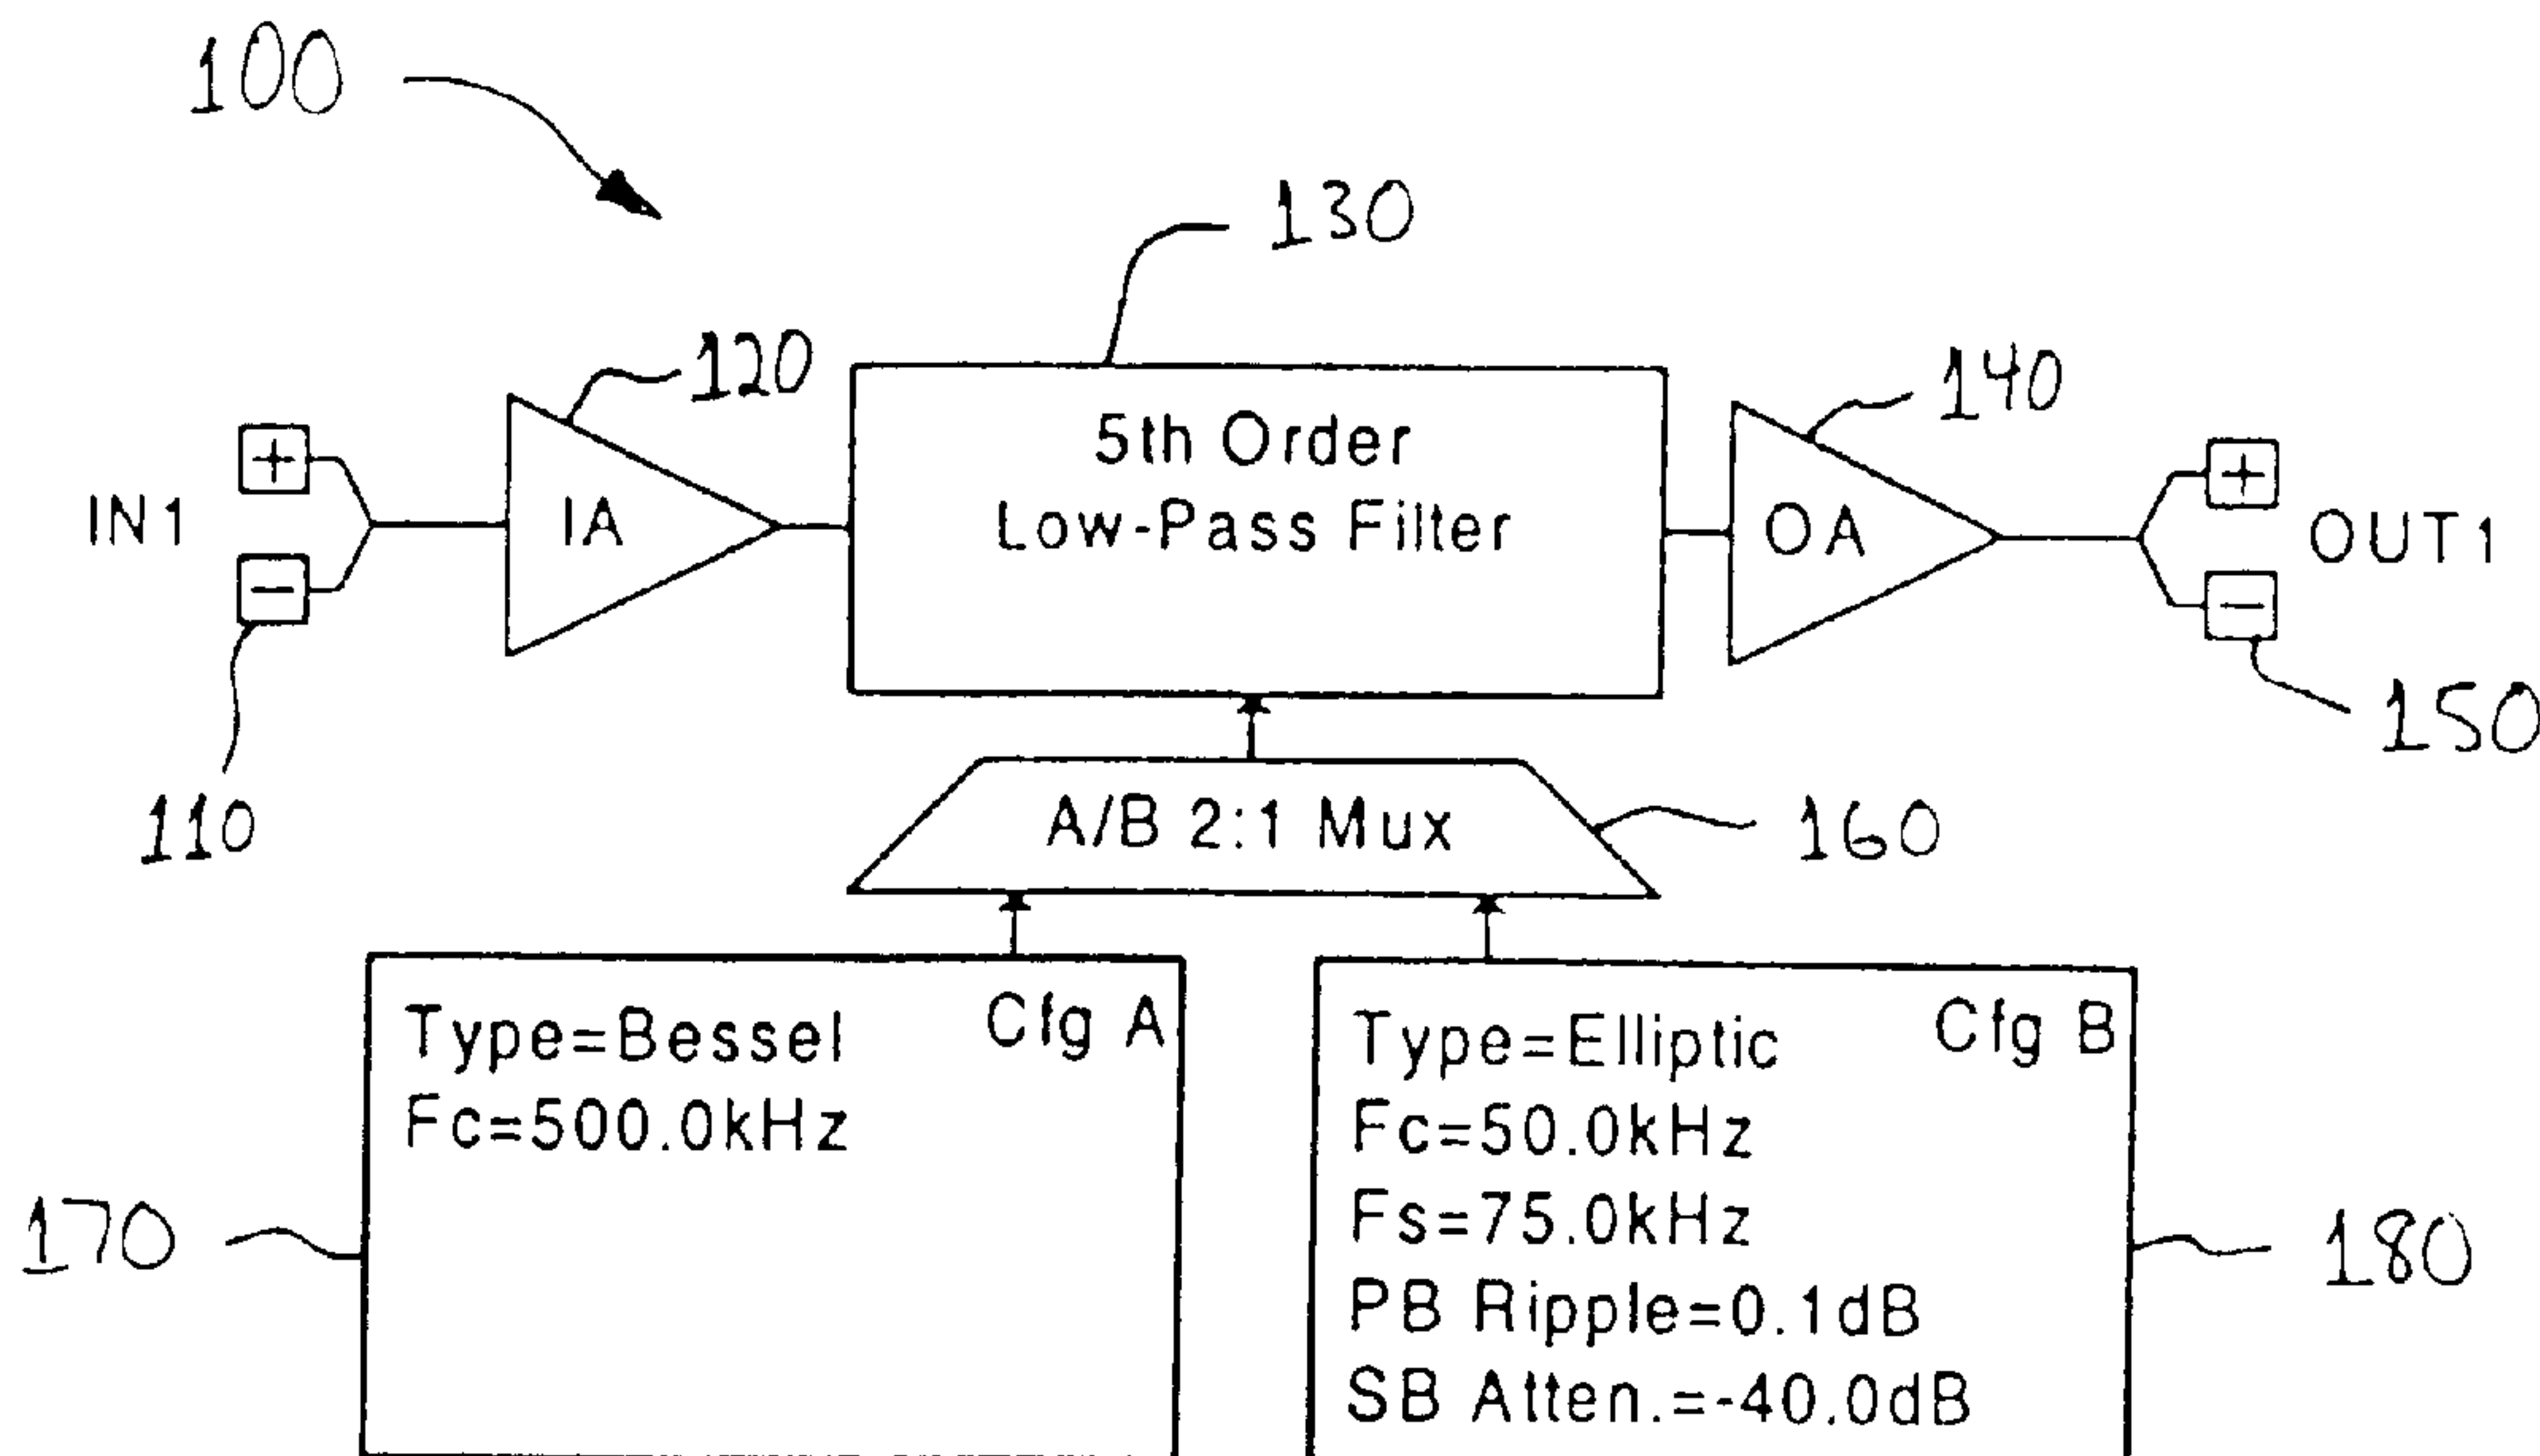 100
130
120
140
5th Order
Low-Pass Filter
+
+
IN1
IA
OA
OUT1
-
-
110
150
A/B 2:1 Mux
160
Cfg A
Type=Bessel
Fc=500.0kHz
170
Cfg B
Type=Elliptic
Fc=50.0kHz
Fs=75.0kHz
PB Ripple=0.1dB
SB Atten.=-40.0dB
180